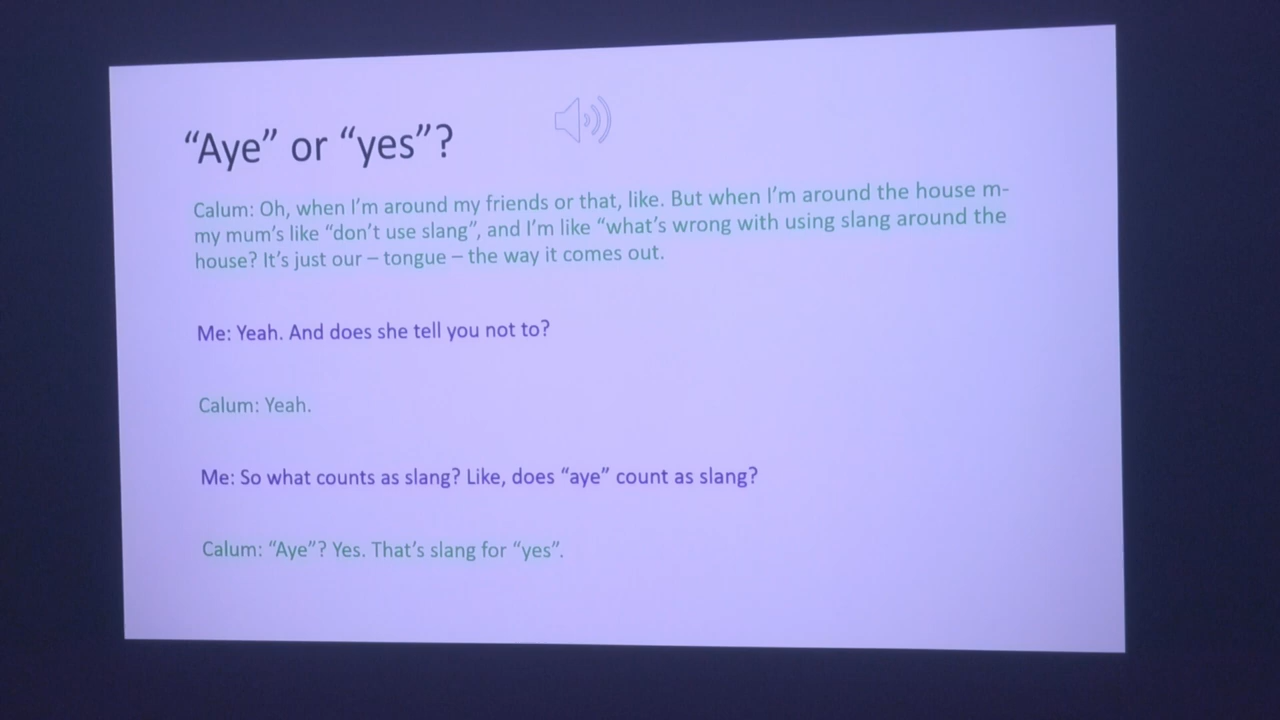 “Aye” or “yes”?
Calum: Oh, when I’m around my friends or that, like. But when I’m around the house m-
my mum’s like “don’t use slang”, and I’m like “what’s wrong with using slang around the
house? It’s just our – tongue – the way it comes out.
Me: Yeah. And does she tell you not to?
Calum: Yeah.
Me: So what counts as slang? Like, does “aye” count as slang?
Calum: “Aye”? Yes. That’s slang for “yes”.